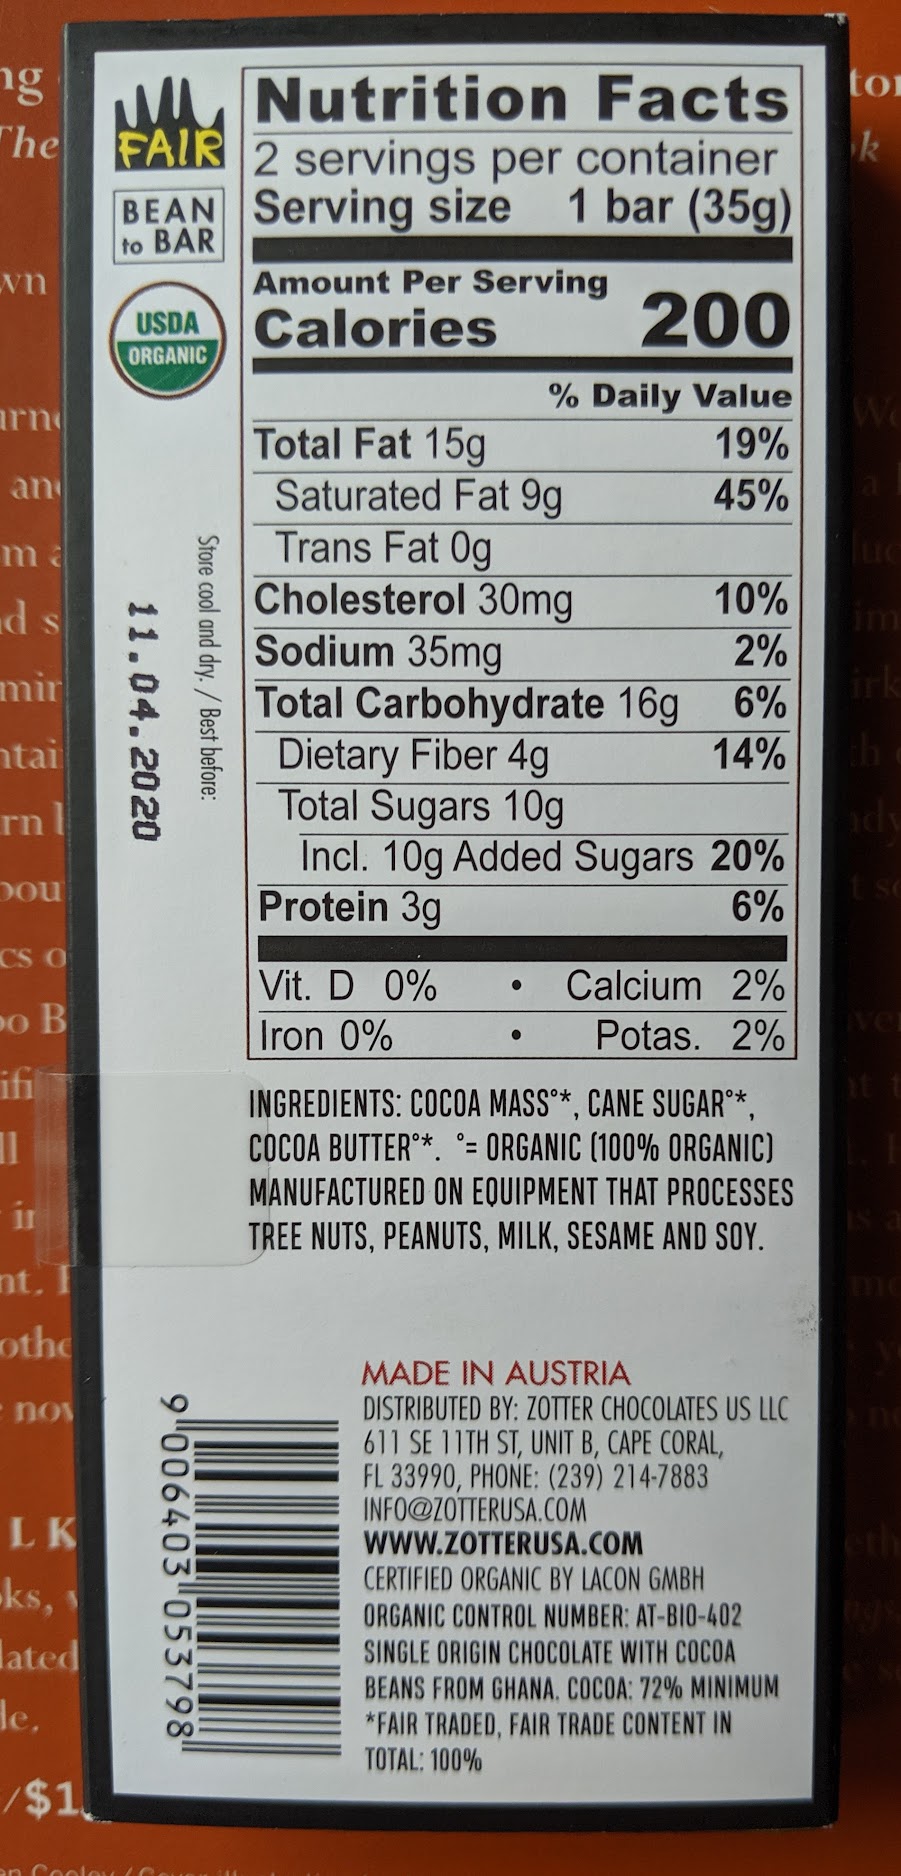 FAIR
BEAN
to BAR
USDA
ORGANIC
Store cool and dry. / Best before:
11.04.2020
Nutrition Facts
2 servings per container
Serving size 1 bar (35g)
Amount Per Serving
Calories 200
% Daily Value
Total Fat 15g 19%
Saturated Fat 9g 45%
Trans Fat 0g
Cholesterol 30mg 10%
Sodium 35mg 2%
Total Carbohydrate 16g 6%
Dietary Fiber 4g 14%
Total Sugars 10g
Incl. 10g Added Sugars 20%
Protein 3g 6%
Vit. D 0% • Calcium 2%
Iron 0% • Potas. 2%
INGREDIENTS: COCOA MASS°*, CANE SUGAR°*,
COCOA BUTTER°*. °= ORGANIC (100% ORGANIC)
MANUFACTURED ON EQUIPMENT THAT PROCESSES
TREE NUTS, PEANUTS, MILK, SESAME AND SOY.
MADE IN AUSTRIA
DISTRIBUTED BY: ZOTTER CHOCOLATES US LLC
611 SE 11TH ST, UNIT B, CAPE CORAL,
FL 33990, PHONE: (239) 214-7883
INFO@ZOTTERUSA.COM
WWW.ZOTTERUSA.COM
CERTIFIED ORGANIC BY LACON GMBH
ORGANIC CONTROL NUMBER: AT-BIO-402
SINGLE ORIGIN CHOCOLATE WITH COCOA
BEANS FROM GHANA. COCOA: 72% MINIMUM
*FAIR TRADED, FAIR TRADE CONTENT IN
TOTAL: 100%
9 006403 053798